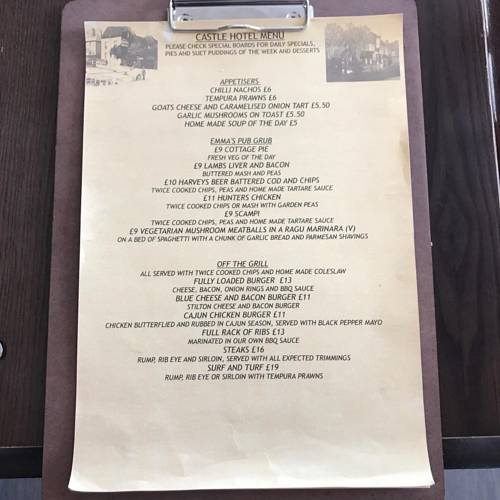 CASTLE HOTEL MENU
PLEASE CHECK SPECIAL BOARDS FOR DAILY SPECIALS,
PIES AND SUET PUDDINGS OF THE WEEK AND DESSERTS
APPETISERS
CHILLI NACHOS £6
TEMPURA PRAWNS £6
GOATS CHEESE AND CARAMELISED ONION TART £5.50
GARLIC MUSHROOMS ON TOAST £5.50
HOME MADE SOUP OF THE DAY £5
EMMA'S PUB GRUB
£9 COTTAGE PIE
FRESH VEG OF THE DAY
£9 LAMBS LIVER AND BACON
BUTTERED MASH AND PEAS
£10 HARVEYS BEER BATTERED COD AND CHIPS
TWICE COOKED CHIPS, PEAS AND HOME MADE TARTARE SAUCE
£11 HUNTERS CHICKEN
TWICE COOKED CHIPS OR MASH WITH GARDEN PEAS
£9 SCAMPI
TWICE COOKED CHIPS, PEAS AND HOME MADE TARTARE SAUCE
£9 VEGETARIAN MUSHROOM MEATBALLS IN A RAGU MARINARA (V)
ON A BED OF SPAGHETTI WITH A CHUNK OF GARLIC BREAD AND PARMESAN SHAVINGS
OFF THE GRILL
ALL SERVED WITH TWICE COOKED CHIPS AND HOME MADE COLESLAW
FULLY LOADED BURGER £13
CHEESE, BACON, ONION RINGS AND BBQ SAUCE
BLUE CHEESE AND BACON BURGER £11
STILTON CHEESE AND BACON BURGER
CAJUN CHICKEN BURGER £11
CHICKEN BUTTERFLIED AND RUBBED IN CAJUN SEASON, SERVED WITH BLACK PEPPER MAYO
FULL RACK OF RIBS £13
MARINATED IN OUR OWN BBQ SAUCE
STEAKS £16
RUMP, RIB EYE AND SIRLOIN, SERVED WITH ALL EXPECTED TRIMMINGS
SURF AND TURF £19
RUMP, RIB EYE OR SIRLOIN WITH TEMPURA PRAWNS